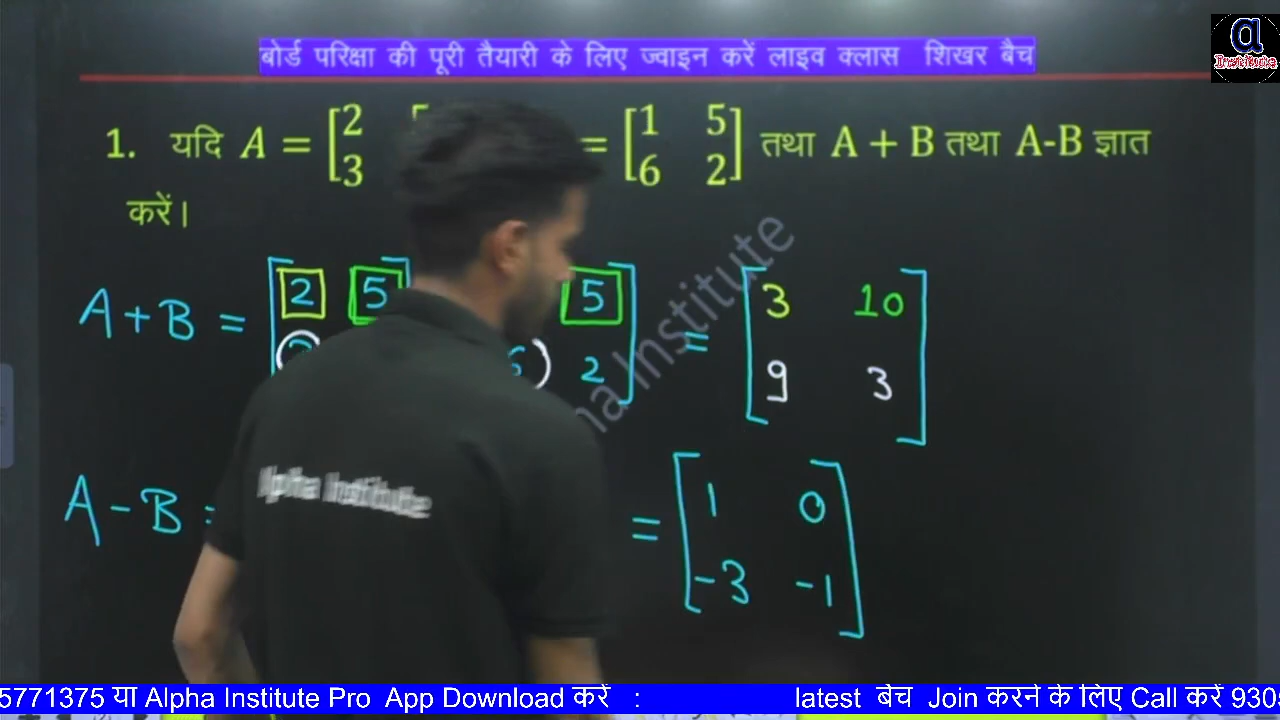 α
Institute
बोर्ड परिक्षा की पूरी तैयारी के लिए ज्वाइन करें लाइव क्लास शिखर बैच
1. यदि A = [2 3 = [1 5 6 2] तथा A + B तथा A-B ज्ञात
करें।
A+B = [2 5 5 2] = [3 10 9 3]
Alpha Institute
A-B = = [1 0 -3 -1]
5771375 या Alpha Institute Pro App Download करें : latest बैच Join करने के लिए Call करें 930